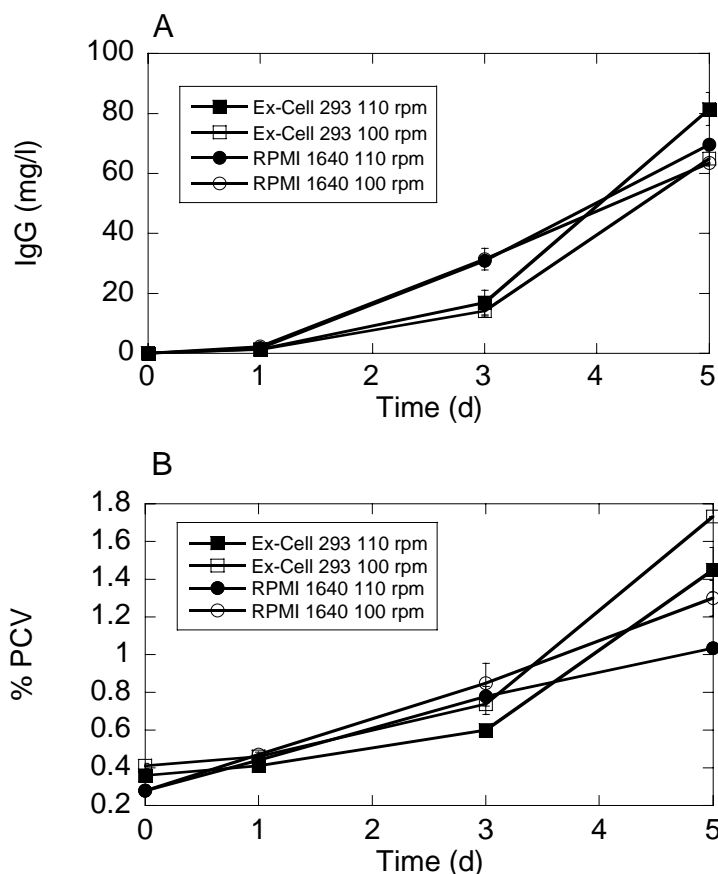 A
100
80
60
40
20
0
IgG (mg/l)
Ex-Cell 293 110 rpm
Ex-Cell 293 100 rpm
RPMI 1640 110 rpm
RPMI 1640 100 rpm
0 1 2 3 4 5
Time (d)
B
1.8
1.6
1.4
1.2
1
0.8
0.6
0.4
0.2
% PCV
Ex-Cell 293 110 rpm
Ex-Cell 293 100 rpm
RPMI 1640 110 rpm
RPMI 1640 100 rpm
0 1 2 3 4 5
Time (d)